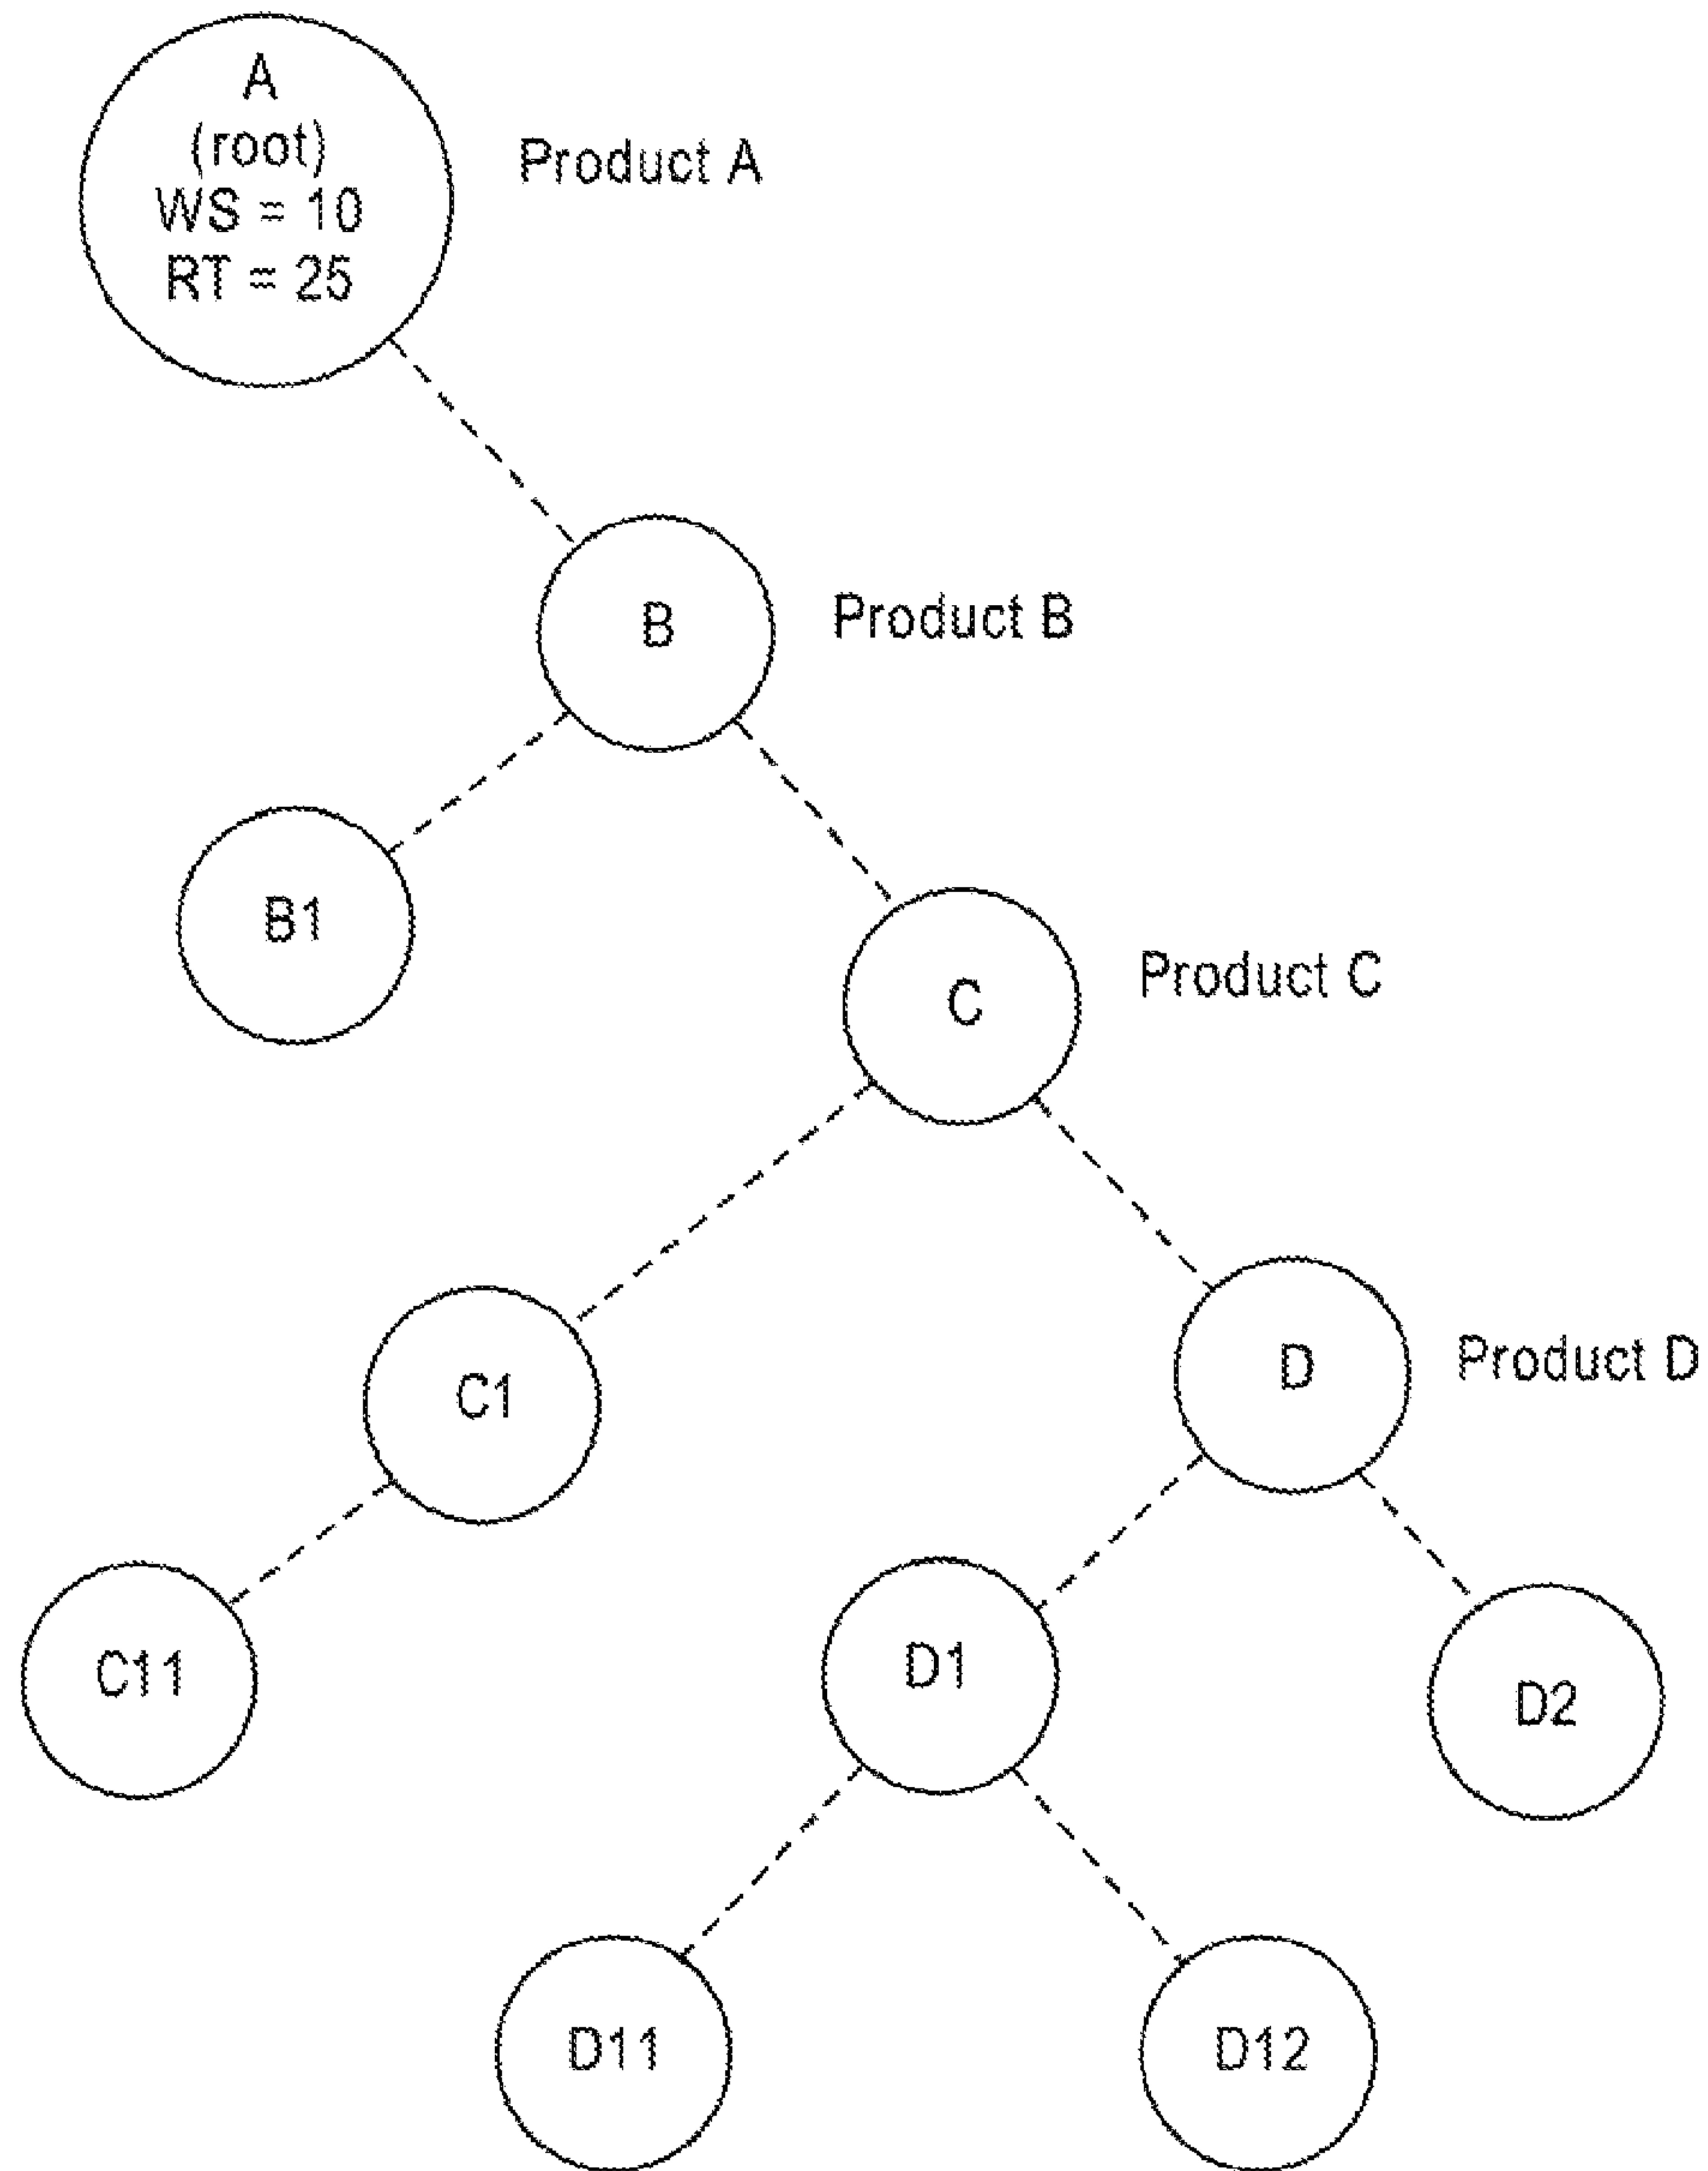 A
(root)
WS = 10
RT = 25
Product A
B
Product B
B1
C
Product C
C1
D
Product D
C11
D1
D2
D11
D12